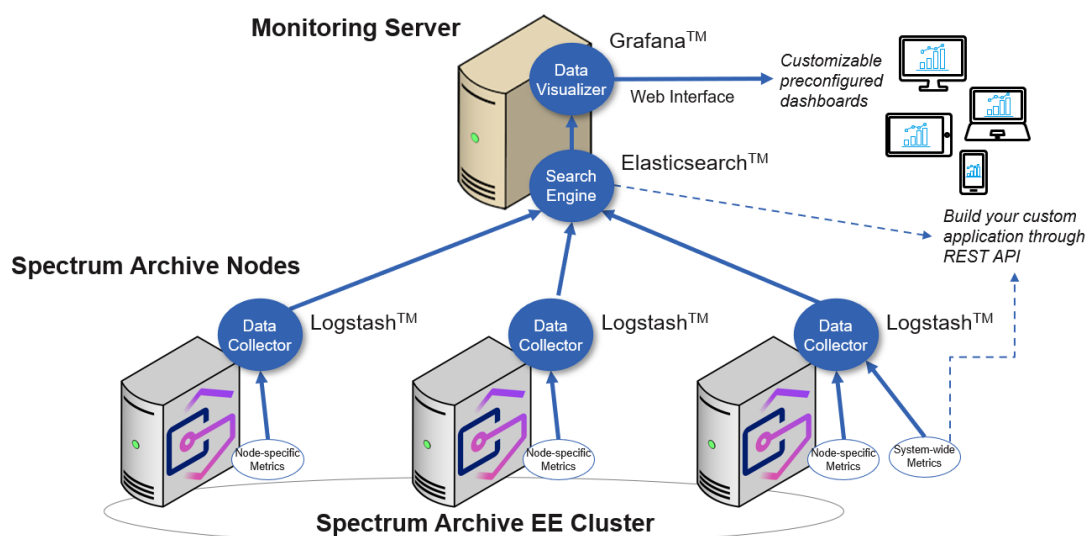 Monitoring Server
Grafana™
Data
Visualizer
Web Interface
Customizable
preconfigured
dashboards
Elasticsearch™
Search
Engine
Build your custom
application through
REST API
Spectrum Archive Nodes
Data
Collector
Logstash™
Data
Collector
Logstash™
Data
Collector
Logstash™
Node-specific
Metrics
Node-specific
Metrics
Node-specific
Metrics
System-wide
Metrics
Spectrum Archive EE Cluster